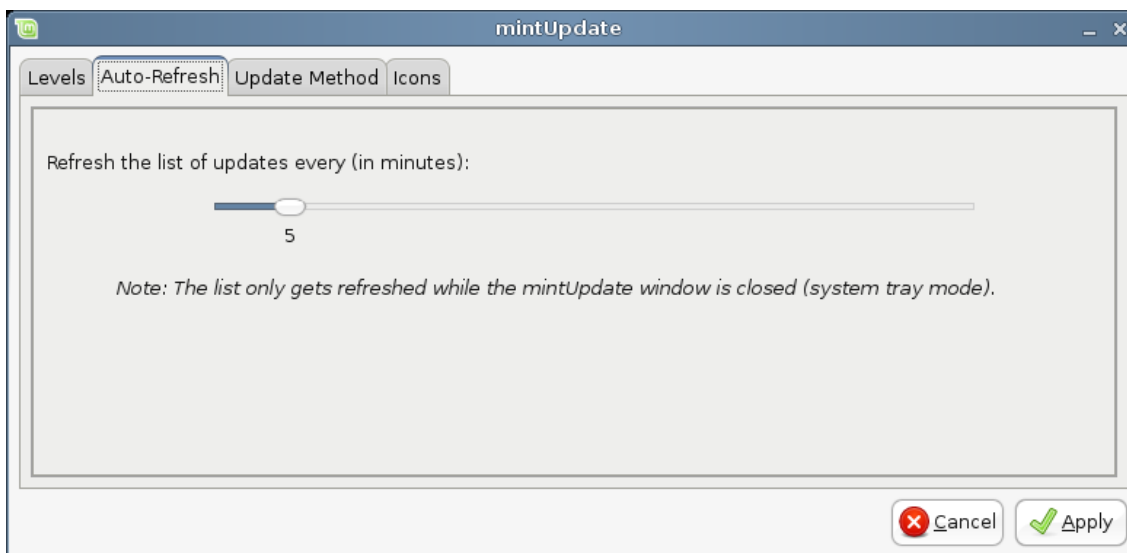 mintUpdate
Levels Auto-Refresh Update Method Icons
Refresh the list of updates every (in minutes):
5
Note: The list only gets refreshed while the mintUpdate window is closed (system tray mode).
Cancel Apply